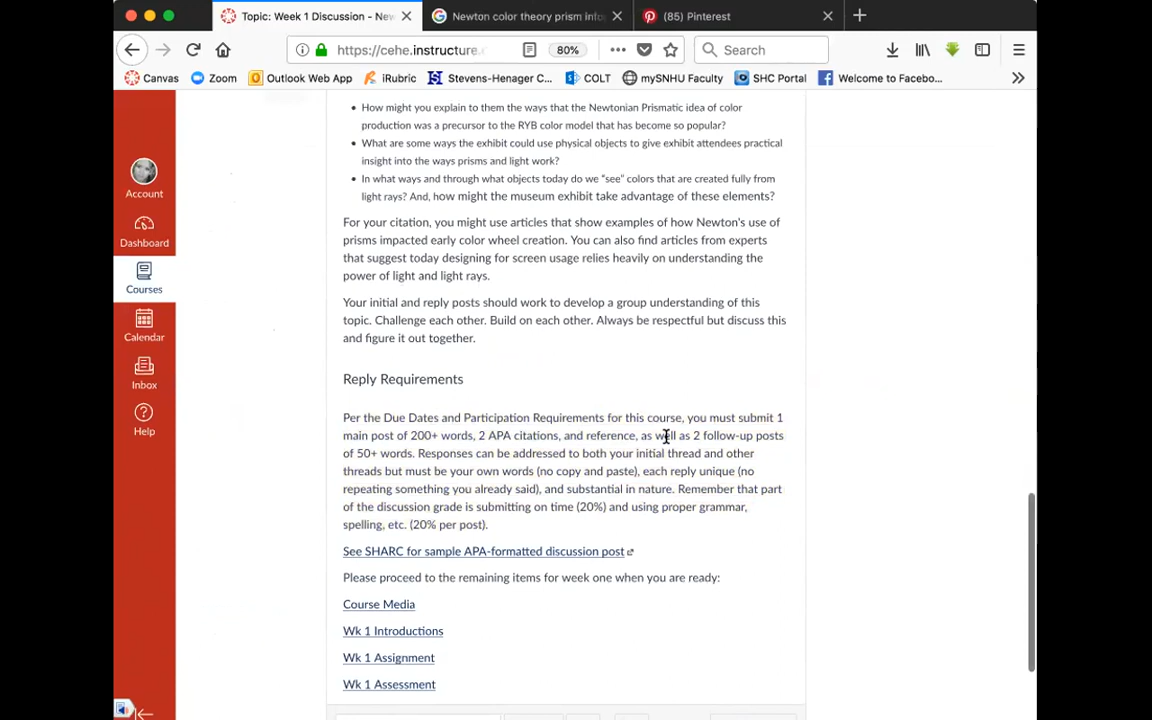 Topic: Week 1 Discussion - New
Newton color theory prism info
(85) Pinterest
https://cehe.instructure.
80%
Search
Canvas
Zoom
Outlook Web App
iRubric
Stevens-Henager C...
COLT
mySNHU Faculty
SHC Portal
Welcome to Facebo...
Account
Dashboard
Courses
Calendar
Inbox
Help
• How might you explain to them the ways that the Newtonian Prismatic idea of color
production was a precursor to the RYB color model that has become so popular?
• What are some ways the exhibit could use physical objects to give exhibit attendees practical
insight into the ways prisms and light work?
• In what ways and through what objects today do we “see” colors that are created fully from
light rays? And, how might the museum exhibit take advantage of these elements?
For your citation, you might use articles that show examples of how Newton's use of
prisms impacted early color wheel creation. You can also find articles from experts
that suggest today designing for screen usage relies heavily on understanding the
power of light and light rays.
Your initial and reply posts should work to develop a group understanding of this
topic. Challenge each other. Build on each other. Always be respectful but discuss this
and figure it out together.
Reply Requirements
Per the Due Dates and Participation Requirements for this course, you must submit 1
main post of 200+ words, 2 APA citations, and reference, as well as 2 follow-up posts
of 50+ words. Responses can be addressed to both your initial thread and other
threads but must be your own words (no copy and paste), each reply unique (no
repeating something you already said), and substantial in nature. Remember that part
of the discussion grade is submitting on time (20%) and using proper grammar,
spelling, etc. (20% per post).
See SHARC for sample APA-formatted discussion post
Please proceed to the remaining items for week one when you are ready:
Course Media
Wk 1 Introductions
Wk 1 Assignment
Wk 1 Assessment